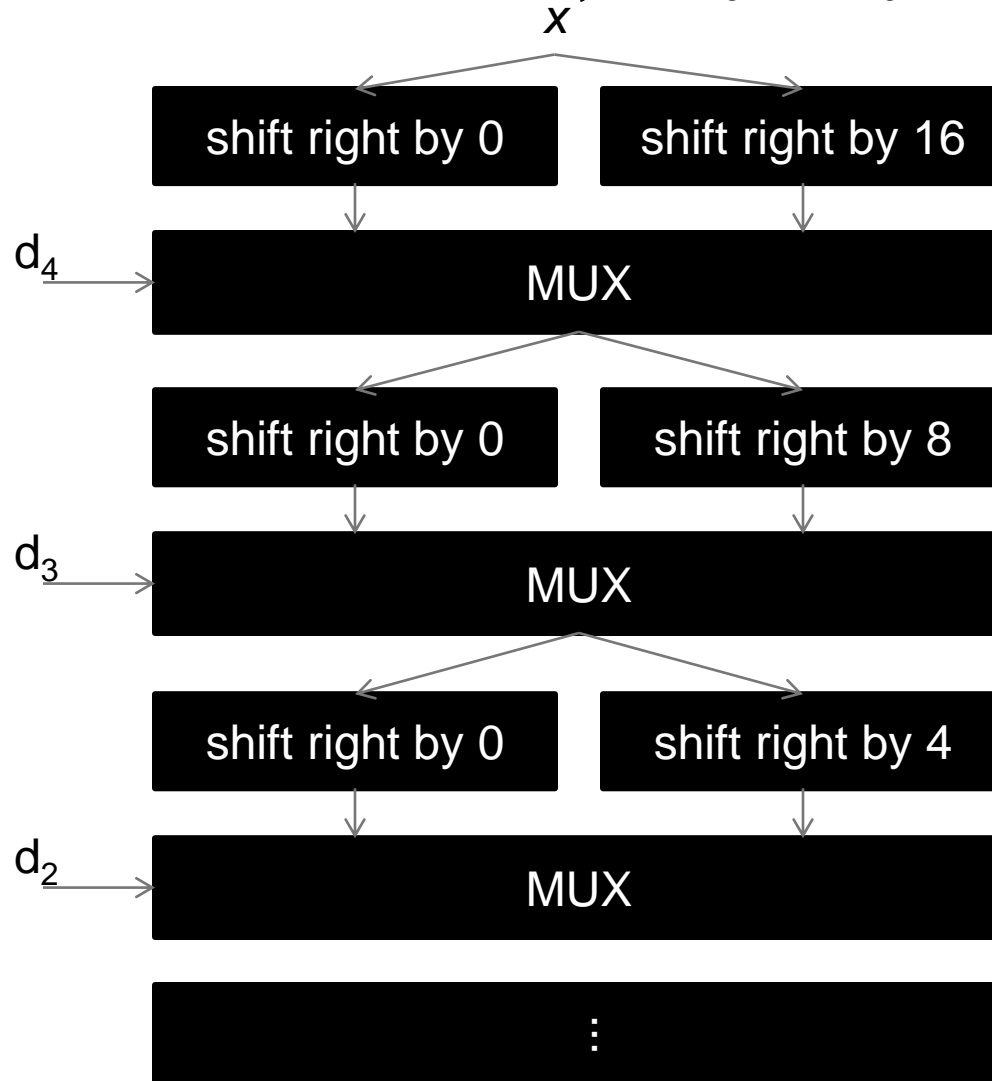 x
shift right by 0 shift right by 16
d₄
MUX
shift right by 0 shift right by 8
d₃
MUX
shift right by 0 shift right by 4
d₂
MUX
⋮